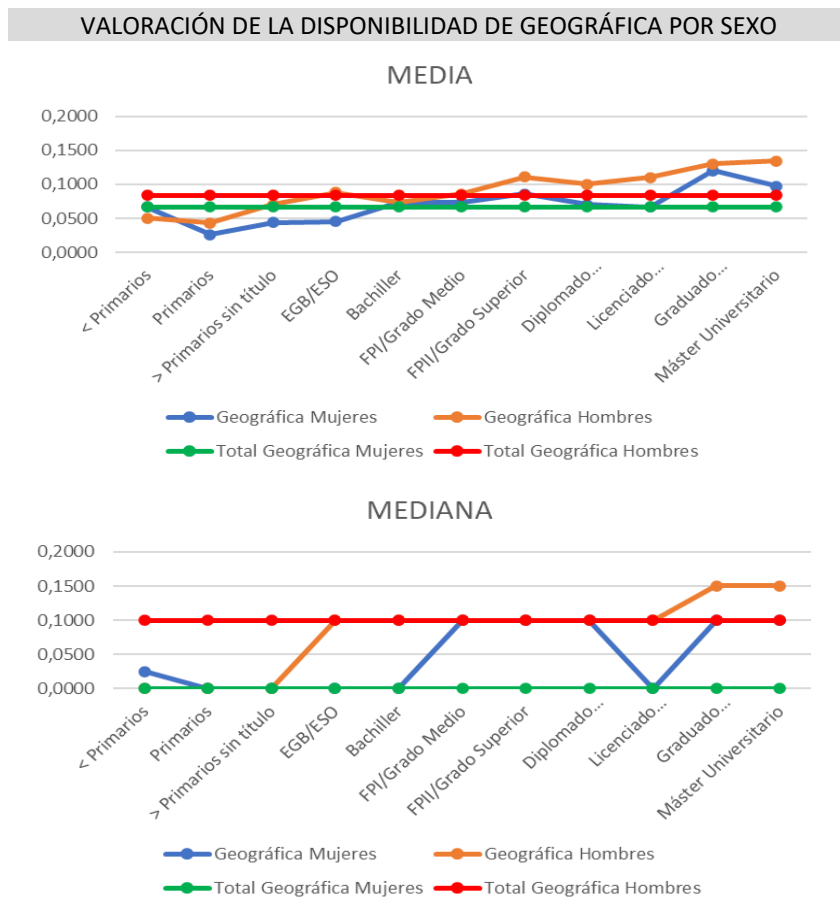 VALORACIÓN DE LA DISPONIBILIDAD DE GEOGRÁFICA POR SEXO
MEDIA
0,2000
0,1500
0,1000
0,0500
0,0000
< Primarios
Primarios
> Primarios sin título
EGB/ESO
Bachiller
FPI/Grado Medio
FPII/Grado Superior
Diplomado...
Licenciado...
Graduado...
Máster Universitario
Geográfica Mujeres
Geográfica Hombres
Total Geográfica Mujeres
Total Geográfica Hombres
MEDIANA
0,2000
0,1500
0,1000
0,0500
0,0000
< Primarios
Primarios
> Primarios sin título
EGB/ESO
Bachiller
FPI/Grado Medio
FPII/Grado Superior
Diplomado...
Licenciado...
Graduado...
Máster Universitario
Geográfica Mujeres
Geográfica Hombres
Total Geográfica Mujeres
Total Geográfica Hombres